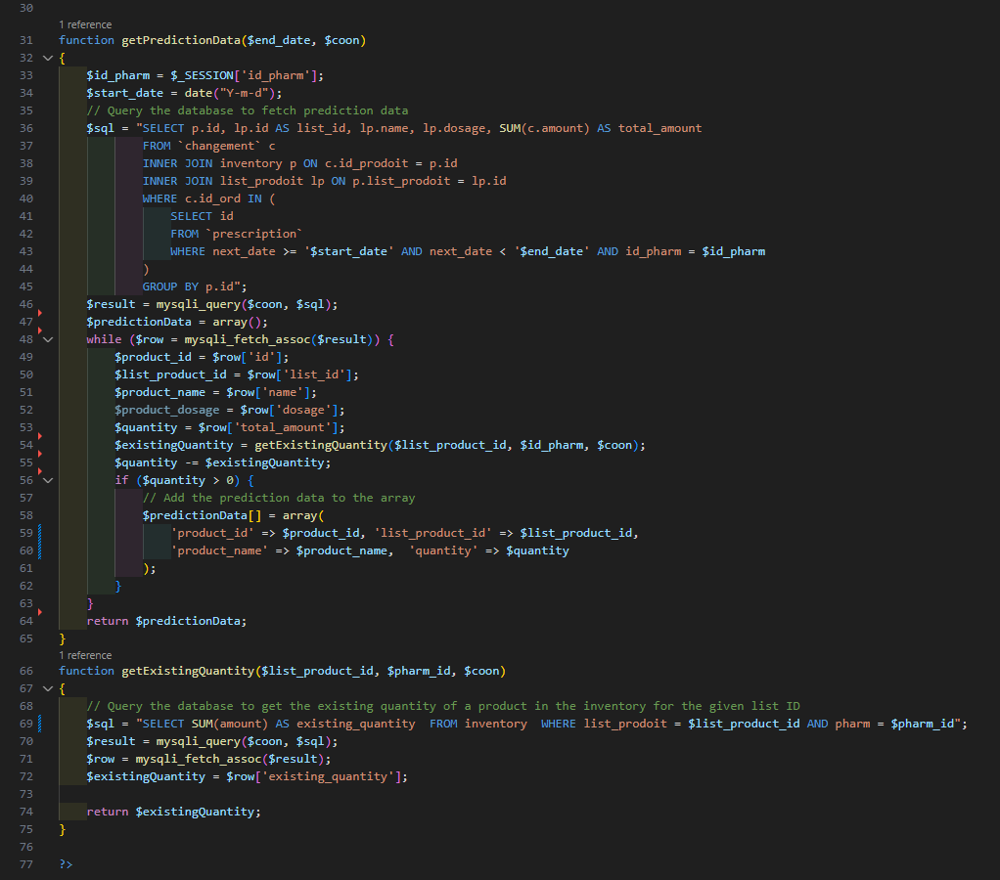 30
1 reference
31 function getPredictionData($end_date, $coon)
32 {
33 $id_pharm = $_SESSION['id_pharm'];
34 $start_date = date("Y-m-d");
35 // Query the database to fetch prediction data
36 $sql = "SELECT p.id, lp.id AS list_id, lp.name, lp.dosage, SUM(c.amount) AS total_amount
37 FROM `changement` c
38 INNER JOIN inventory p ON c.id_prodoit = p.id
39 INNER JOIN list_prodoit lp ON p.list_prodoit = lp.id
40 WHERE c.id_ord IN (
41 SELECT id
42 FROM `prescription`
43 WHERE next_date >= '$start_date' AND next_date < '$end_date' AND id_pharm = $id_pharm
44 )
45 GROUP BY p.id";
46 $result = mysqli_query($coon, $sql);
47 $predictionData = array();
48 while ($row = mysqli_fetch_assoc($result)) {
49 $product_id = $row['id'];
50 $list_product_id = $row['list_id'];
51 $product_name = $row['name'];
52 $product_dosage = $row['dosage'];
53 $quantity = $row['total_amount'];
54 $existingQuantity = getExistingQuantity($list_product_id, $id_pharm, $coon);
55 $quantity -= $existingQuantity;
56 if ($quantity > 0) {
57 // Add the prediction data to the array
58 $predictionData[] = array(
59 'product_id' => $product_id, 'list_product_id' => $list_product_id,
60 'product_name' => $product_name,  'quantity' => $quantity
61 );
62 }
63 }
64 return $predictionData;
65 }
1 reference
66 function getExistingQuantity($list_product_id, $pharm_id, $coon)
67 {
68 // Query the database to get the existing quantity of a product in the inventory for the given list ID
69 $sql = "SELECT SUM(amount) AS existing_quantity  FROM inventory  WHERE list_prodoit = $list_product_id AND pharm = $pharm_id";
70 $result = mysqli_query($coon, $sql);
71 $row = mysqli_fetch_assoc($result);
72 $existingQuantity = $row['existing_quantity'];
73
74 return $existingQuantity;
75 }
76
77 ?>